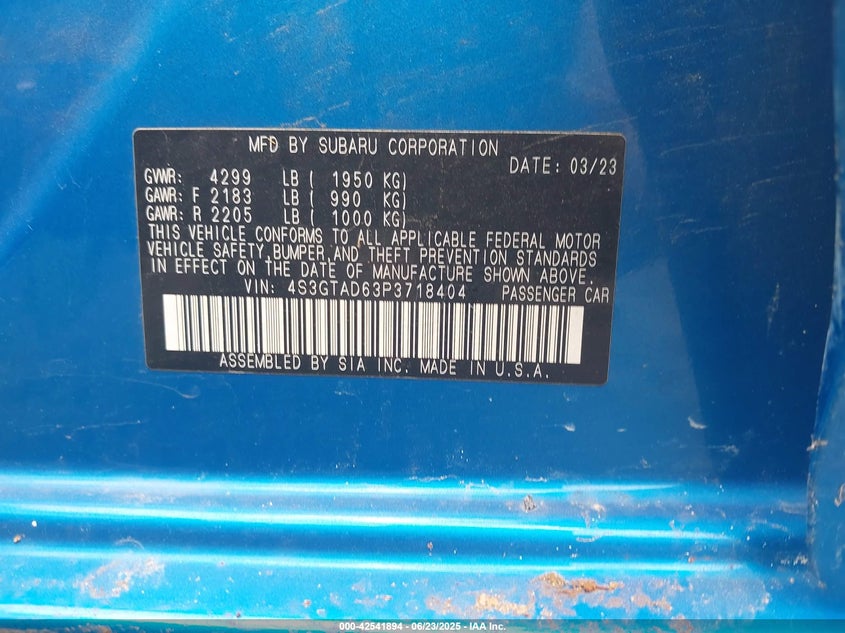 MFD BY SUBARU CORPORATION
DATE: 03/23
GVWR: 4299 LB ( 1950 KG)
GAWR: F 2183 LB ( 990 KG)
GAWR: R 2205 LB ( 1000 KG)
THIS VEHICLE CONFORMS TO ALL APPLICABLE FEDERAL MOTOR
VEHICLE SAFETY,BUMPER,AND THEFT PREVENTION STANDARDS
IN EFFECT ON THE DATE OF MANUFACTURE SHOWN ABOVE.
VIN: 4S3GTAD63P3718404 PASSENGER CAR
ASSEMBLED BY SIA INC. MADE IN U.S.A.
000-42541894 - 06/23/2025 - IAA Inc.